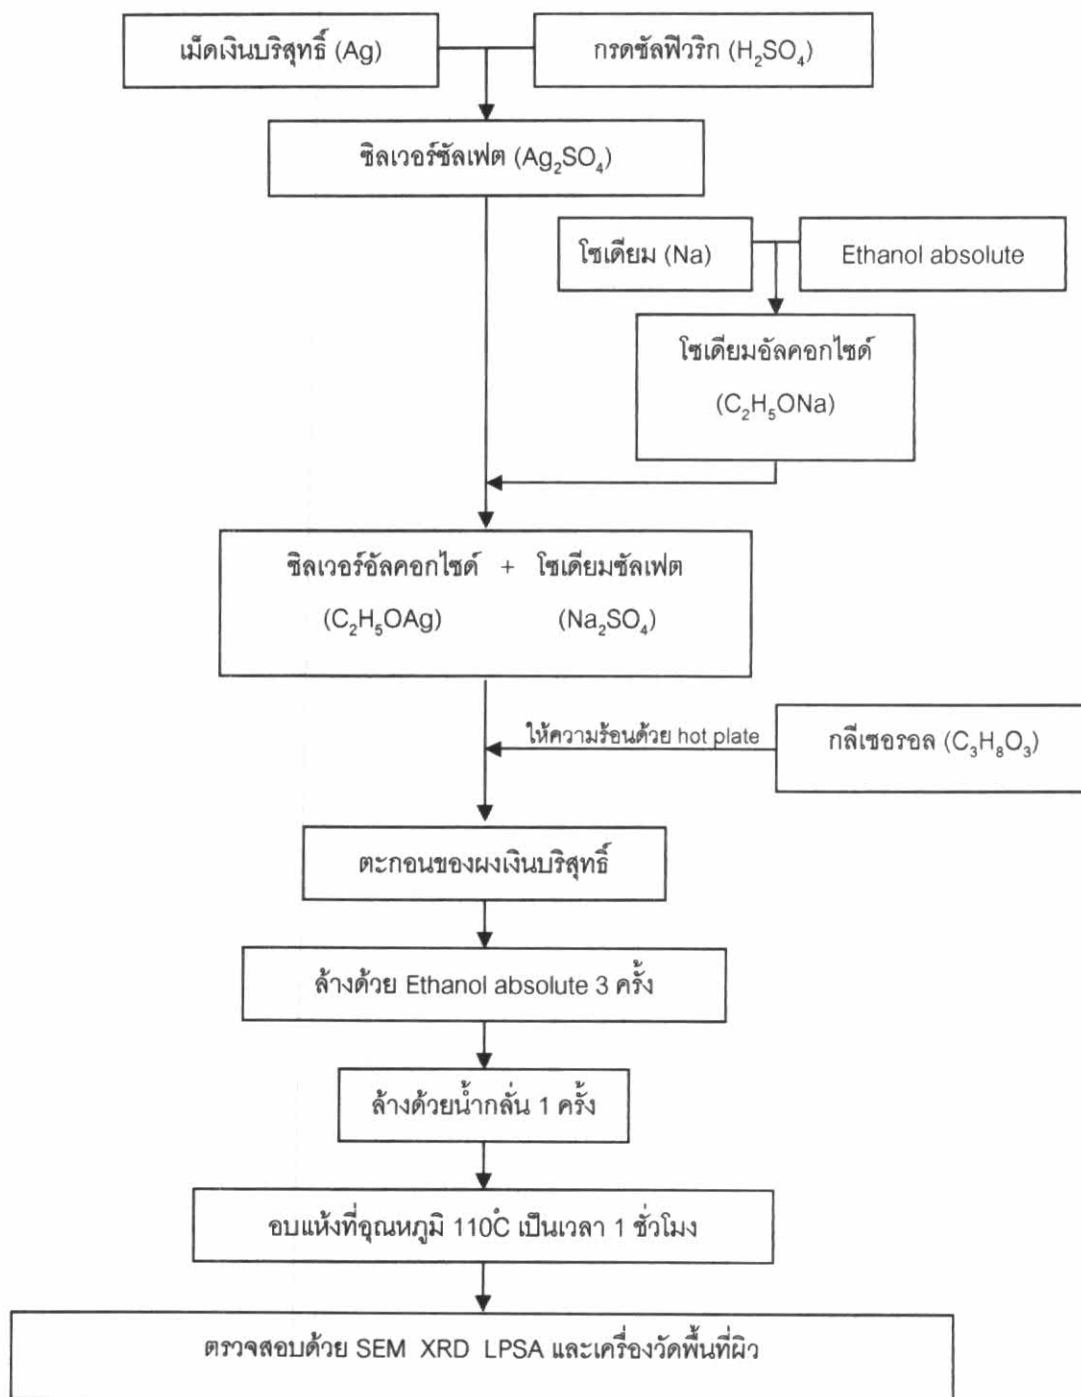 เม็ดเงินบริสุทธิ์ (Ag)
กรดซัลฟิวริก (H₂SO₄)
ซิลเวอร์ซัลเฟต (Ag₂SO₄)
โซเดียม (Na)
Ethanol absolute
โซเดียมอัลคอกไซด์
(C₂H₅ONa)
ซิลเวอร์อัลคอกไซด์ + โซเดียมซัลเฟต
(C₂H₅OAg) (Na₂SO₄)
ให้ความร้อนด้วย hot plate
กลีเซอรอล (C₃H₈O₃)
ตะกอนของผงเงินบริสุทธิ์
ล้างด้วย Ethanol absolute 3 ครั้ง
ล้างด้วยน้ำกลั่น 1 ครั้ง
อบแห้งที่อุณหภูมิ 110°C เป็นเวลา 1 ชั่วโมง
ตรวจสอบด้วย SEM XRD LPSA และเครื่องวัดพื้นที่ผิว